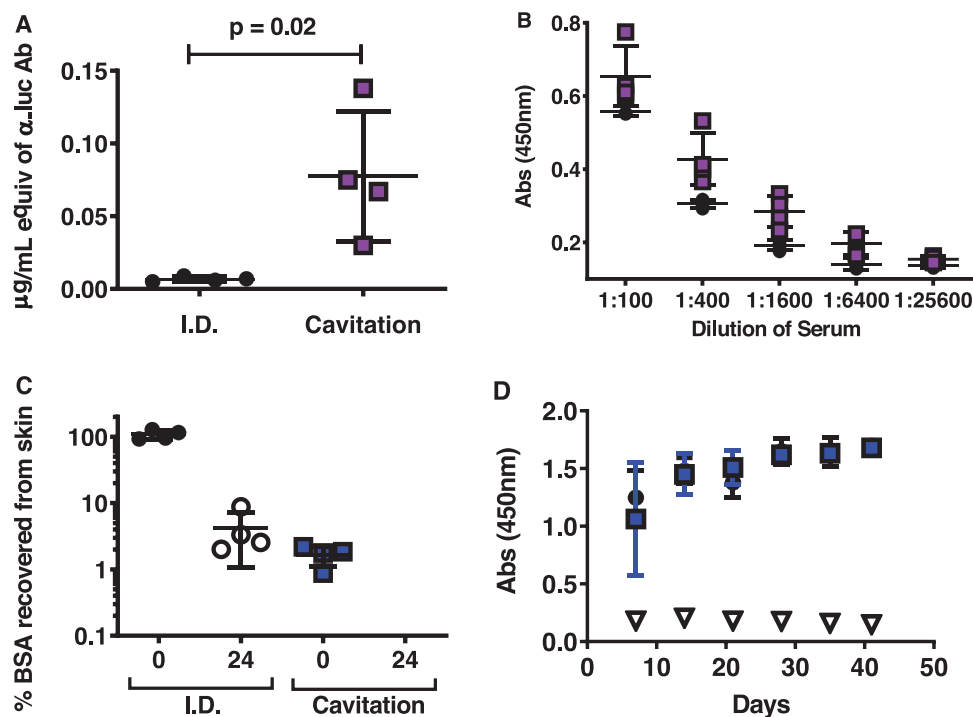 A
p = 0.02
µg/mL equiv of α-luc Ab
0.15
0.10
0.05
0.00
I.D.
Cavitation
B
Abs (450nm)
0.8
0.6
0.4
0.2
1:100
1:400
1:1600
1:6400
1:25600
Dilution of Serum
C
% BSA recovered from skin
100
10
1
0.1
0
24
0
24
I.D.
Cavitation
D
Abs (450nm)
2.0
1.5
1.0
0.5
0.0
0
10
20
30
40
50
Days